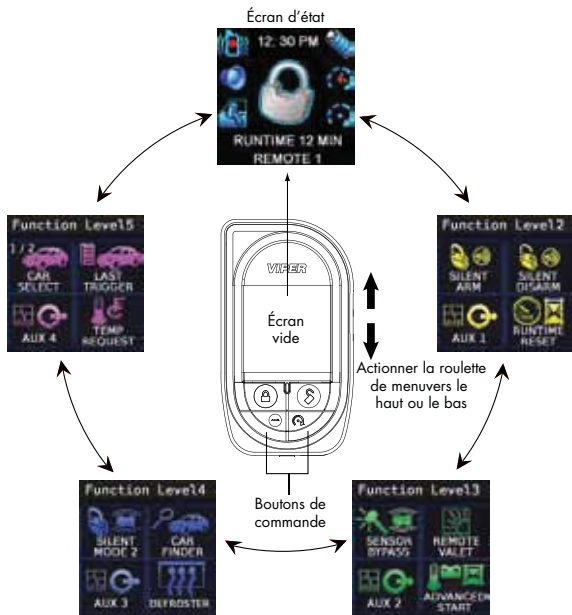 Écran d'état
12: 30 PM
RUNTIME 12 MIN
REMOTE 1
Function Level5
1/2
CAR SELECT
LAST TRIGGER
AUX 4
TEMP REQUEST
Function Level2
SILENT ARM
SILENT DISARM
AUX 1
RUNTIME RESET
VIPER
Écran
vide
Actionner la roulette
de menuvers le
haut ou le bas
Boutons de
commande
Function Level4
SILENT MODE 2
CAR FINDER
AUX 3
DEFROSTER
Function Level3
SENSOR BYPASS
REMOTE VALET
AUX 2
ADVANCED START